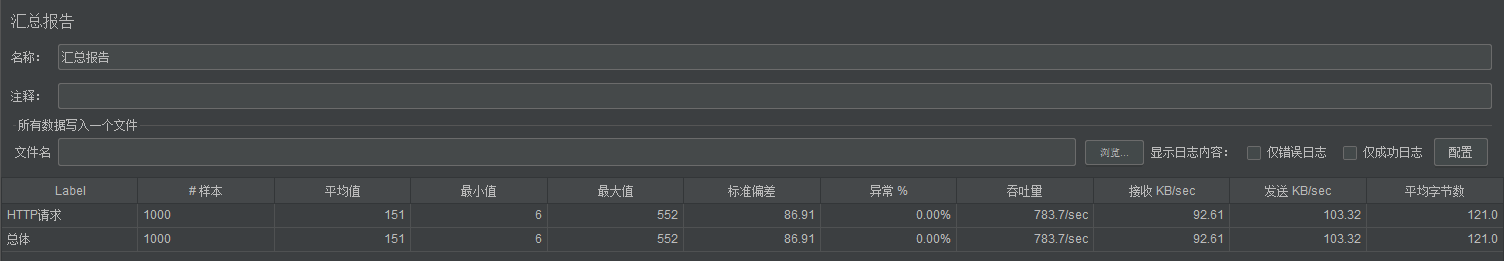 汇总报告
名称： 汇总报告
注释：
所有数据写入一个文件
文件名 浏览... 显示日志内容： 仅错误日志 仅成功日志 配置
Label # 样本 平均值 最小值 最大值 标准偏差 异常 % 吞吐量 接收 KB/sec 发送 KB/sec 平均字节数
HTTP请求 1000 151 6 552 86.91 0.00% 783.7/sec 92.61 103.32 121.0
总体 1000 151 6 552 86.91 0.00% 783.7/sec 92.61 103.32 121.0